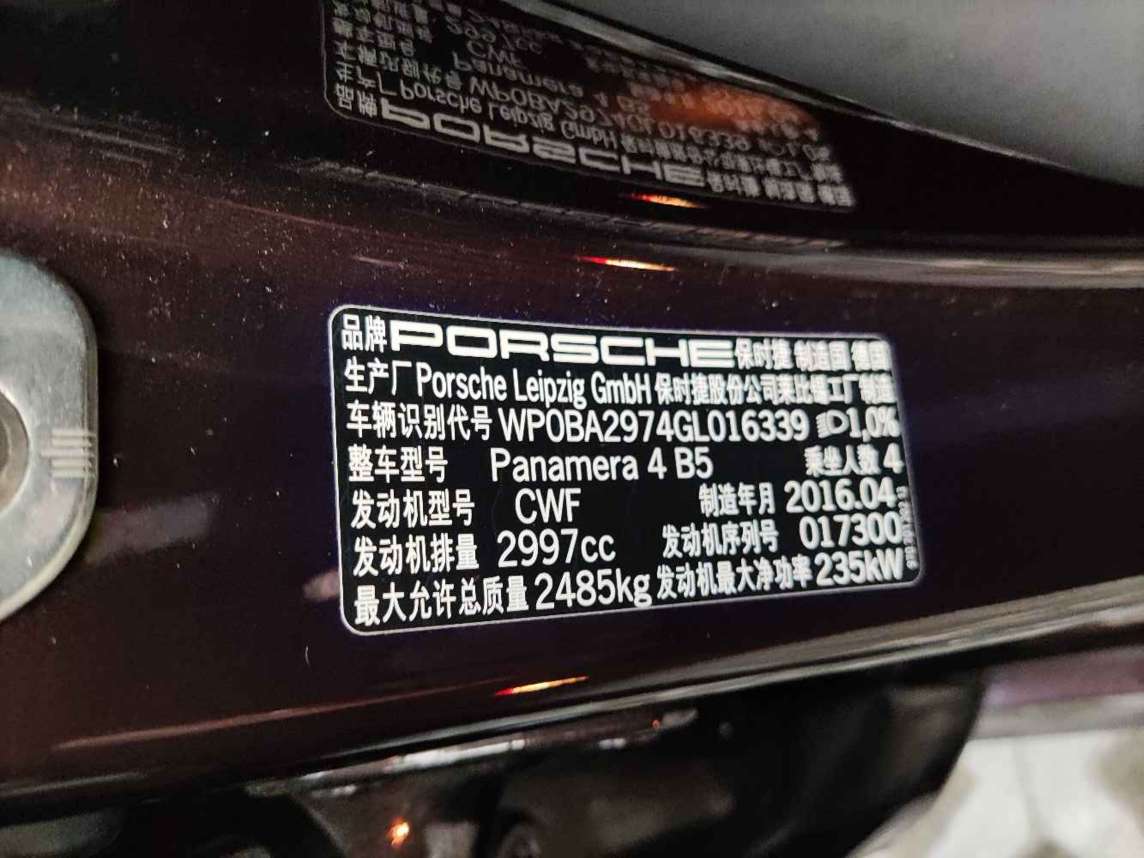 品牌 PORSCHE 保时捷 制造国 德国
生产厂 Porsche Leipzig GmbH 保时捷股份公司莱比锡工厂制造
车辆识别代号 WP0BA2974GL016339 1,0%
整车型号 Panamera 4 B5 乘坐人数 4
发动机型号 CWF 制造年月 2016.04
发动机排量 2997cc 发动机序列号 017300
最大允许总质量 2485kg 发动机最大净功率 235kW